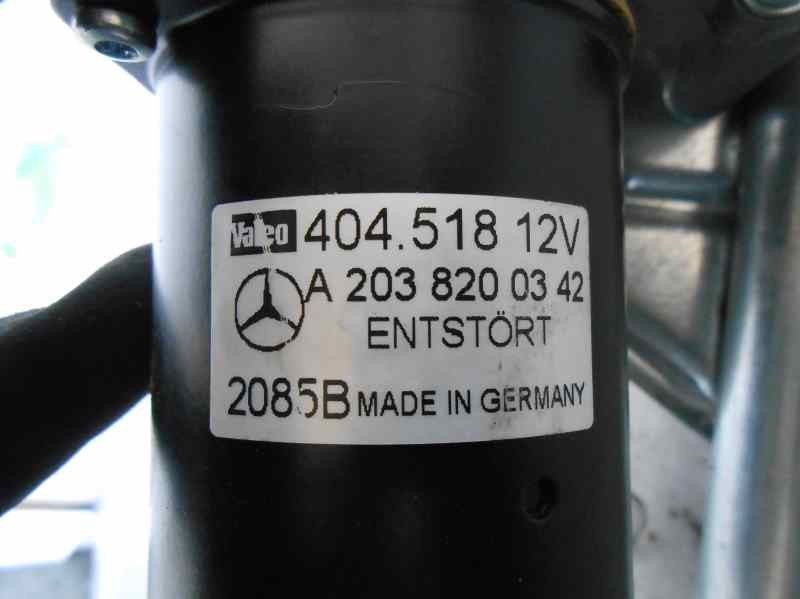 Valeo 404.518 12V
A 203 820 03 42
ENTSTÖRT
2085B MADE IN GERMANY